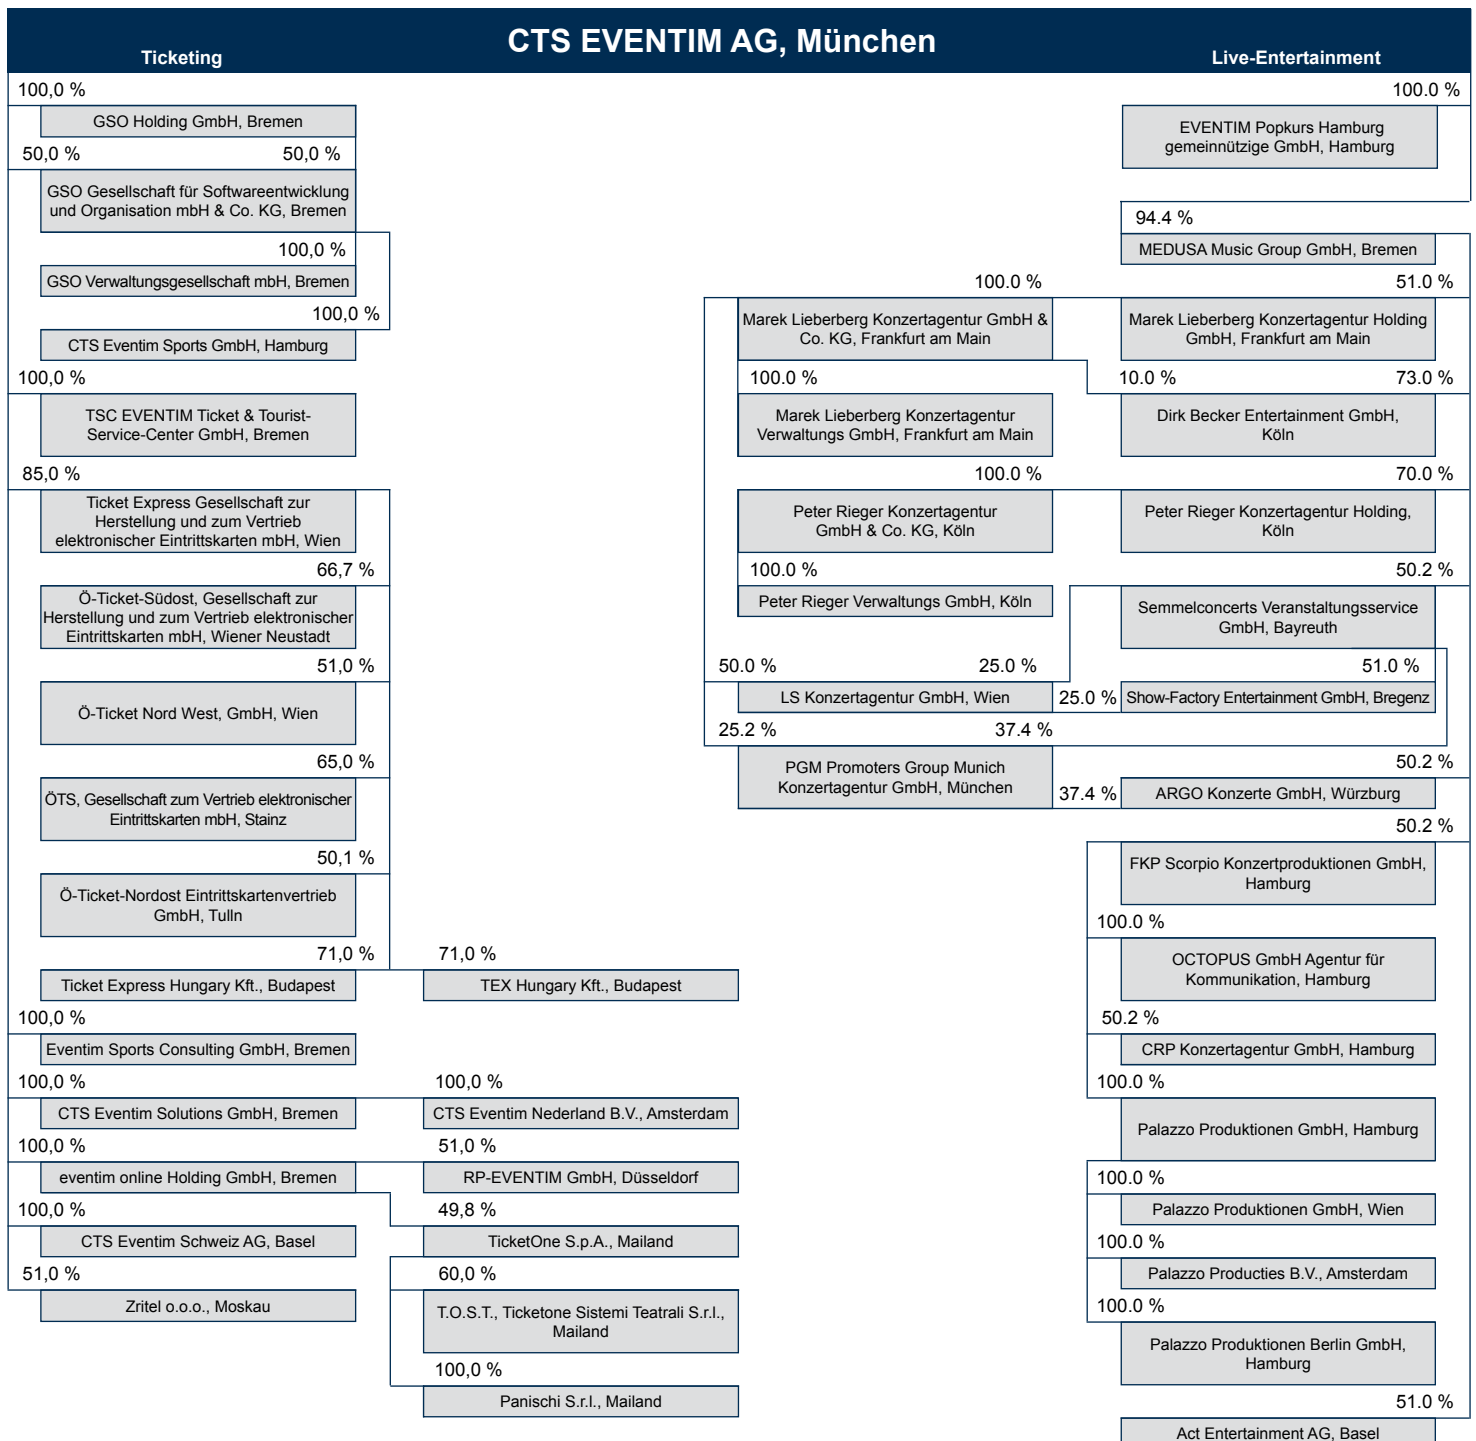 CTS EVENTIM AG, München
Ticketing
Live-Entertainment
100,0 %
GSO Holding GmbH, Bremen
50,0 %
50,0 %
GSO Gesellschaft für Softwareentwicklung
und Organisation mbH & Co. KG, Bremen
100,0 %
GSO Verwaltungsgesellschaft mbH, Bremen
100,0 %
CTS Eventim Sports GmbH, Hamburg
100,0 %
TSC EVENTIM Ticket & Tourist-
Service-Center GmbH, Bremen
85,0 %
Ticket Express Gesellschaft zur
Herstellung und zum Vertrieb
elektronischer Eintrittskarten mbH, Wien
66,7 %
Ö-Ticket-Südost, Gesellschaft zur
Herstellung und zum Vertrieb elektronischer
Eintrittskarten mbH, Wiener Neustadt
51,0 %
Ö-Ticket Nord West, GmbH, Wien
65,0 %
ÖTS, Gesellschaft zum Vertrieb elektronischer
Eintrittskarten mbH, Stainz
50,1 %
Ö-Ticket-Nordost Eintrittskartenvertrieb
GmbH, Tulln
71,0 %
Ticket Express Hungary Kft., Budapest
71,0 %
TEX Hungary Kft., Budapest
100,0 %
Eventim Sports Consulting GmbH, Bremen
100,0 %
CTS Eventim Solutions GmbH, Bremen
100,0 %
CTS Eventim Nederland B.V., Amsterdam
100,0 %
eventim online Holding GmbH, Bremen
51,0 %
RP-EVENTIM GmbH, Düsseldorf
100,0 %
CTS Eventim Schweiz AG, Basel
49,8 %
TicketOne S.p.A., Mailand
51,0 %
Zritel o.o.o., Moskau
60,0 %
T.O.S.T., Ticketone Sistemi Teatrali S.r.l.,
Mailand
100,0 %
Panischi S.r.l., Mailand
100.0 %
EVENTIM Popkurs Hamburg
gemeinnützige GmbH, Hamburg
94.4 %
MEDUSA Music Group GmbH, Bremen
100.0 %
51.0 %
Marek Lieberberg Konzertagentur GmbH &
Co. KG, Frankfurt am Main
Marek Lieberberg Konzertagentur Holding
GmbH, Frankfurt am Main
100.0 %
10.0 %
73.0 %
Marek Lieberberg Konzertagentur
Verwaltungs GmbH, Frankfurt am Main
Dirk Becker Entertainment GmbH,
Köln
100.0 %
70.0 %
Peter Rieger Konzertagentur
GmbH & Co. KG, Köln
Peter Rieger Konzertagentur Holding,
Köln
100.0 %
50.2 %
Peter Rieger Verwaltungs GmbH, Köln
Semmelconcerts Veranstaltungsservice
GmbH, Bayreuth
50.0 %
25.0 %
51.0 %
LS Konzertagentur GmbH, Wien
25.0 %
Show-Factory Entertainment GmbH, Bregenz
25.2 %
37.4 %
50.2 %
PGM Promoters Group Munich
Konzertagentur GmbH, München
37.4 %
ARGO Konzerte GmbH, Würzburg
50.2 %
FKP Scorpio Konzertproduktionen GmbH,
Hamburg
100.0 %
OCTOPUS GmbH Agentur für
Kommunikation, Hamburg
50.2 %
CRP Konzertagentur GmbH, Hamburg
100.0 %
Palazzo Produktionen GmbH, Hamburg
100.0 %
Palazzo Produktionen GmbH, Wien
100.0 %
Palazzo Producties B.V., Amsterdam
100.0 %
Palazzo Produktionen Berlin GmbH,
Hamburg
51.0 %
Act Entertainment AG, Basel